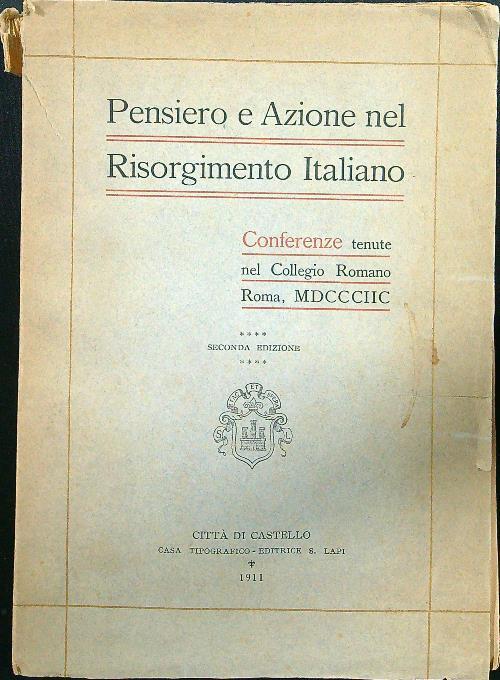 Pensiero e Azione nel
Risorgimento Italiano
Conferenze tenute
nel Collegio Romano
Roma, MDCCCIIC
****
SECONDA EDIZIONE
****
ET
S L
CITTÀ DI CASTELLO
CASA TIPOGRAFICO-EDITRICE S. LAPI
1911